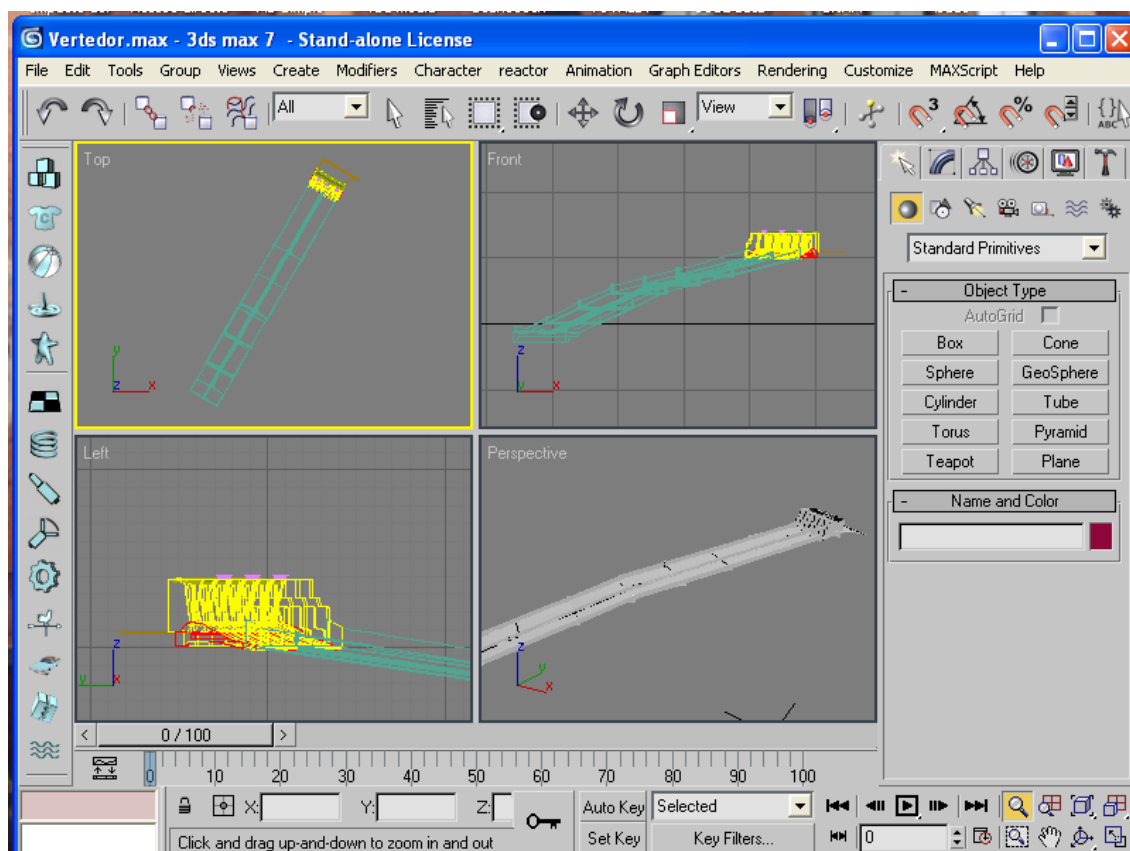 Vertedor.max - 3ds max 7 - Stand-alone License
File Edit Tools Group Views Create Modifiers Character reactor Animation Graph Editors Rendering Customize MAXScript Help
All
View
3
%
{}
ABC
Top
y
z x
Front
z
y x
Standard Primitives
- Object Type
AutoGrid
Box Cone
Sphere GeoSphere
Cylinder Tube
Torus Pyramid
Teapot Plane
- Name and Color
Left
z
y x
Perspective
z
y
x
< 0 / 100 >
0 10 20 30 40 50 60 70 80 90 100
X: Y: Z:
Auto Key Selected
Set Key Key Filters... 0
Click and drag up-and-down to zoom in and out